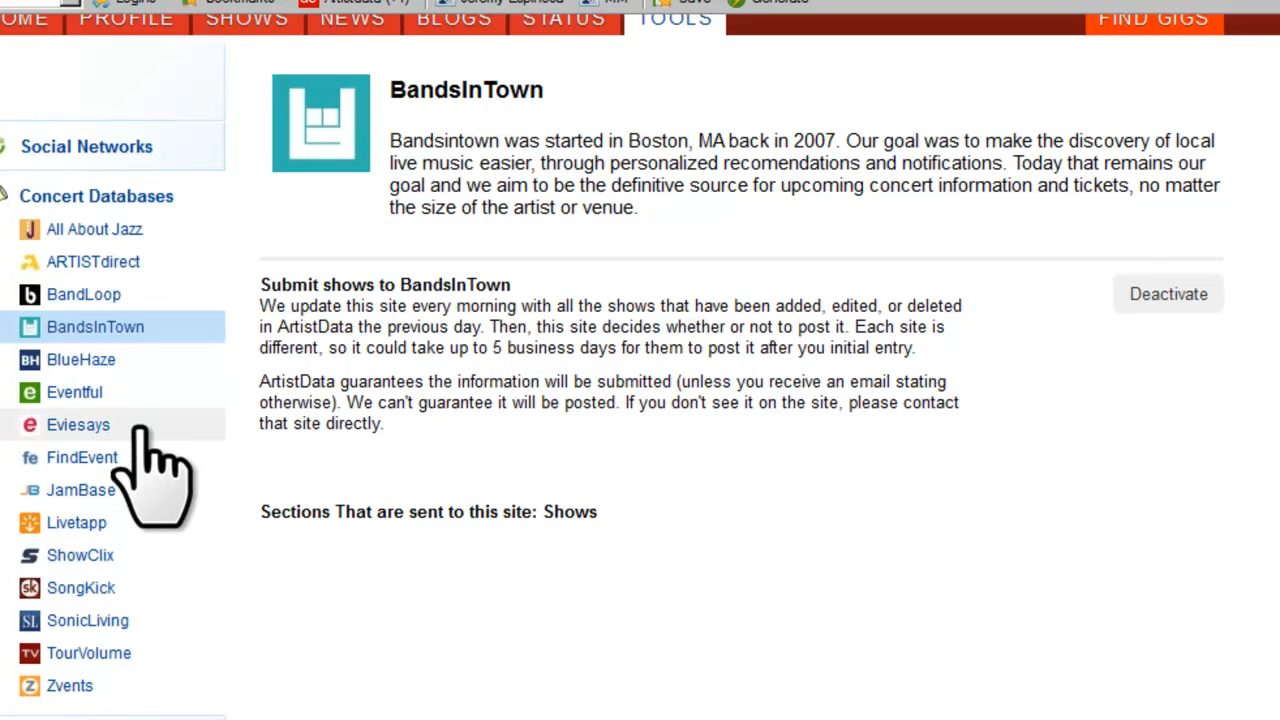 Logins Bookmarks Artistdata (+) Jeremy Espinosa MM Save Generate
OME PROFILE SHOWS NEWS BLOGS STATUS TOOLS FIND GIGS
BandsInTown
Bandsintown was started in Boston, MA back in 2007. Our goal was to make the discovery of local
live music easier, through personalized recomendations and notifications. Today that remains our
goal and we aim to be the definitive source for upcoming concert information and tickets, no matter
the size of the artist or venue.
Social Networks
Concert Databases
All About Jazz
ARTISTdirect
BandLoop
BandsInTown
BlueHaze
Eventful
Eviesays
FindEvent
JamBase
Livetapp
ShowClix
SongKick
SonicLiving
TourVolume
Zvents
Submit shows to BandsInTown
We update this site every morning with all the shows that have been added, edited, or deleted
in ArtistData the previous day. Then, this site decides whether or not to post it. Each site is
different, so it could take up to 5 business days for them to post it after you initial entry.
Deactivate
ArtistData guarantees the information will be submitted (unless you receive an email stating
otherwise). We can't guarantee it will be posted. If you don't see it on the site, please contact
that site directly.
Sections That are sent to this site: Shows